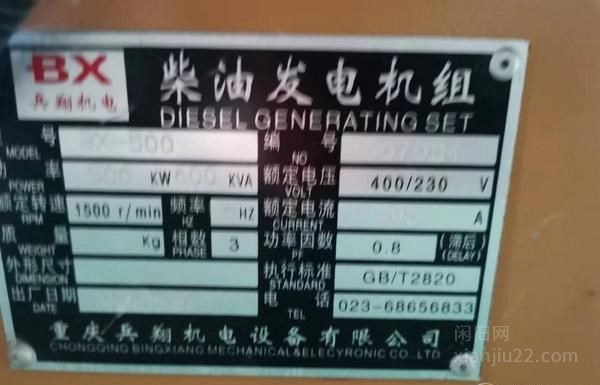 BX 柴油发电机组
兵翔机电 DIESEL GENERATING SET
号 MODEL BX-500 编号 NO
率 POWER KW 600 KVA 额定电压 VOLT 400/230 V
额定转速 RPM 1500 r/min 频率 HZ HZ 额定电流 CURRENT A
质量 WEIGHT Kg 相数 PHASE 3 功率因数 PF 0.8 (滞后) (DELAY)
外形尺寸 DIMENSION 执行标准 STANDARD GB/T2820
出厂日期 DATE 电话 TEL 023-68656833
重庆兵翔机电设备有限公司
CHONGQING BINGXIANG MECHANICAL&ELECYRONIC CO.,LTD
闲旧网
xianjiu22.com